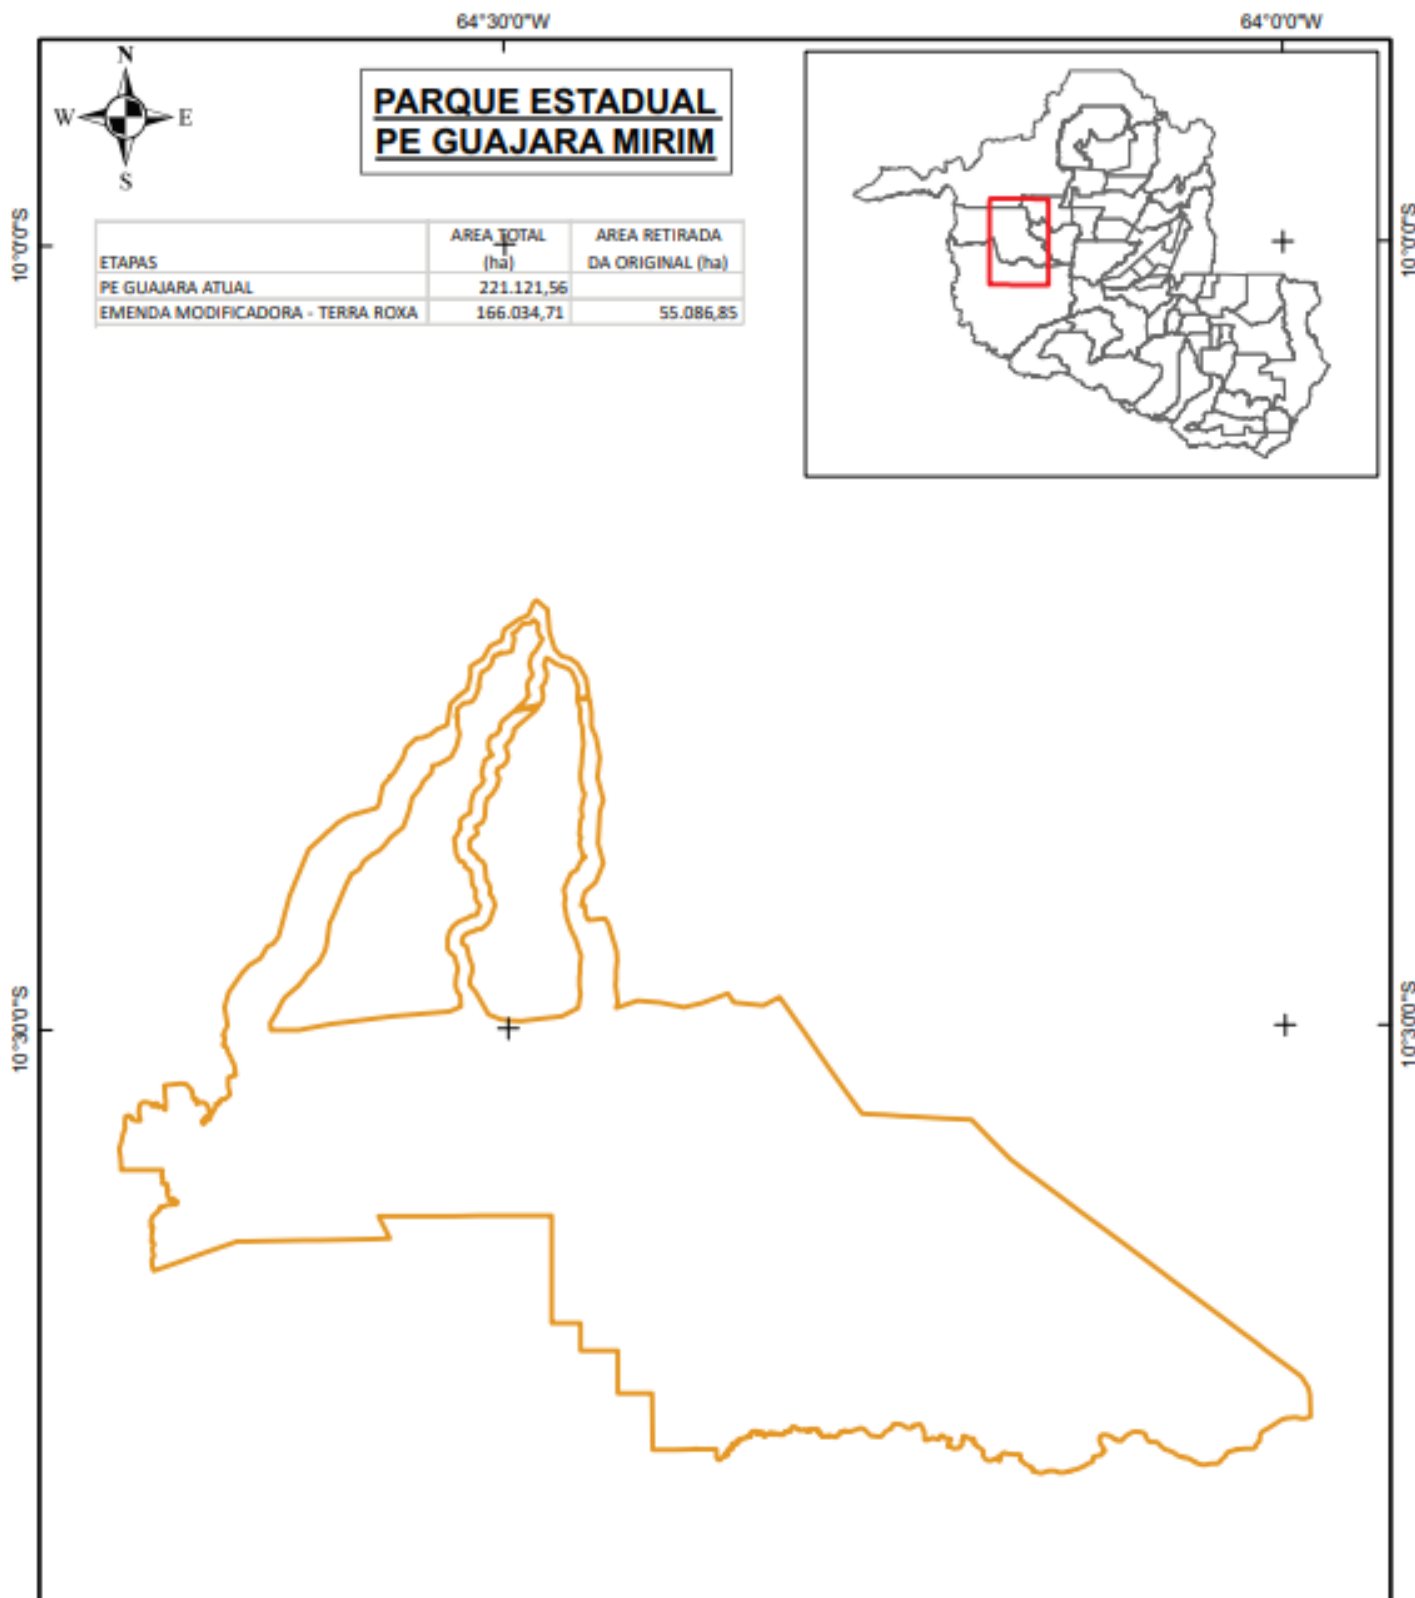 64°30'0"W
64°0'0"W
N
W
E
S
PARQUE ESTADUAL
PE GUAJARA MIRIM
10°0'0"S
10°0'0"S
ETAPAS AREA TOTAL (ha) AREA RETIRADA DA ORIGINAL (ha)
PE GUAJARA ATUAL 221.121,56
EMENDA MODIFICADORA - TERRA ROXA 166.034,71 55.086,85
10°30'0"S
10°30'0"S